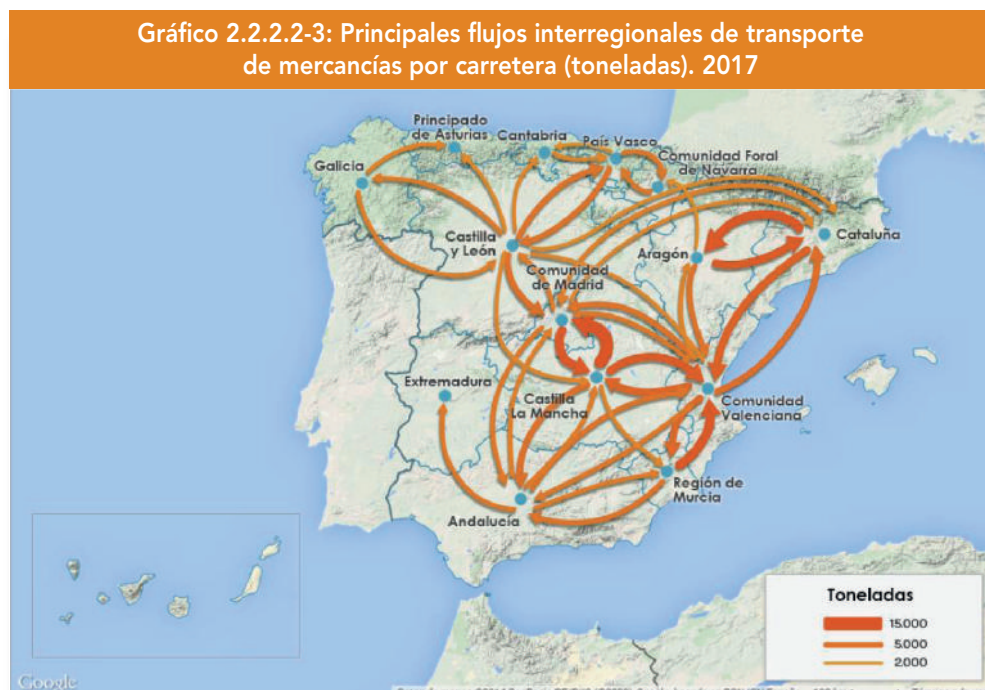 Gráfico 2.2.2.2-3: Principales flujos interregionales de transporte
de mercancías por carretera (toneladas). 2017
Principado
de Asturias
Cantabria
País Vasco
Comunidad Foral
de Navarra
Galicia
Cataluña
Castilla
y León
Aragón
Comunidad
de Madrid
Extremadura
Castilla
La Mancha
Comunidad
Valenciana
Región de
Murcia
Andalucía
Toneladas
15.000
5.000
2.000
Google